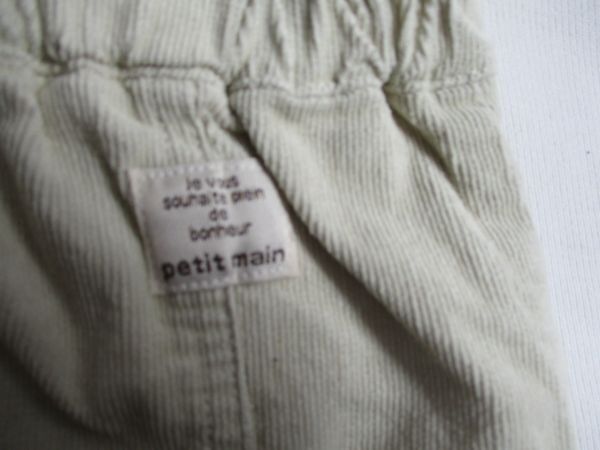 je vous
souhaite plein
de
bonheur
petit main